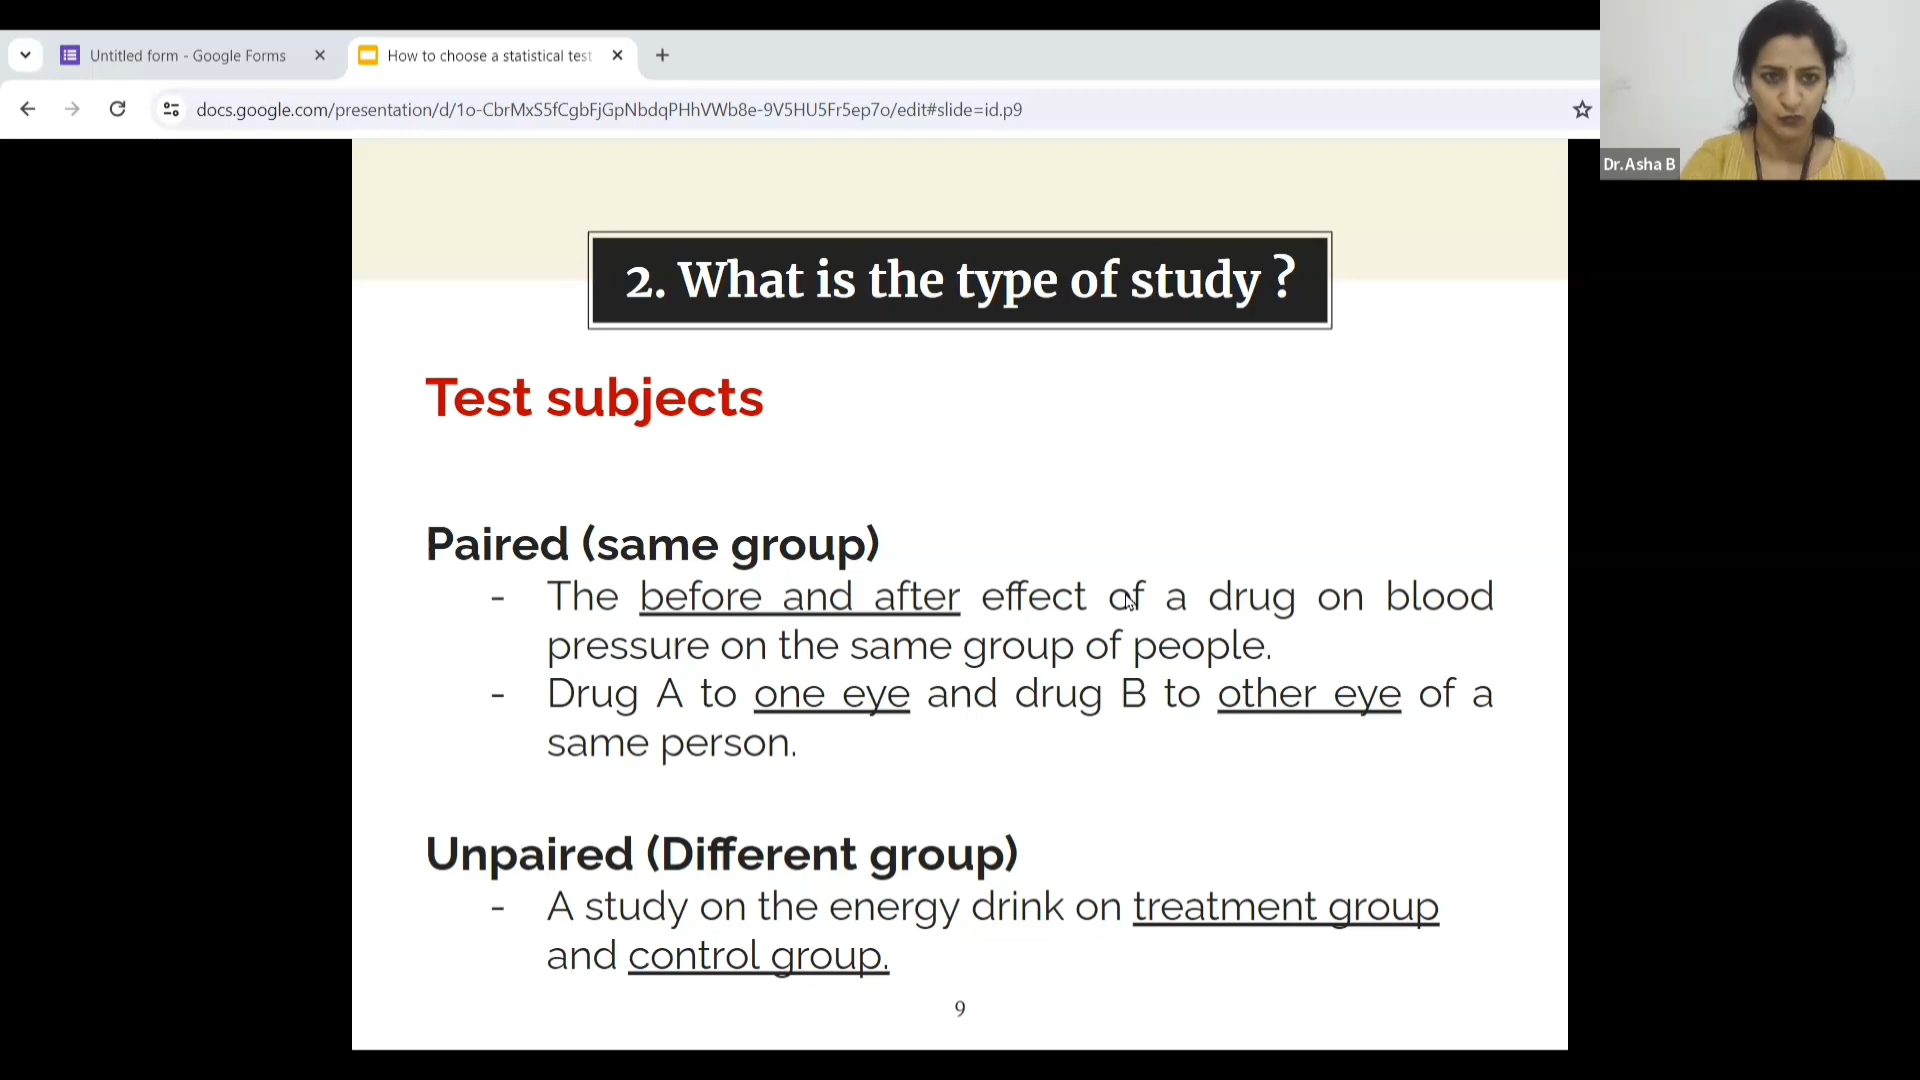 Untitled form - Google Forms
How to choose a statistical test
docs.google.com/presentation/d/1o-CbrMxS5fCgbFjGpNbdqPHhVWb8e-9V5HU5Fr5ep7o/edit#slide=id.p9
Dr.Asha B
2. What is the type of study ?
Test subjects
Paired (same group)
- The before and after effect of a drug on blood
pressure on the same group of people.
- Drug A to one eye and drug B to other eye of a
same person.
Unpaired (Different group)
- A study on the energy drink on treatment group
and control group.
9